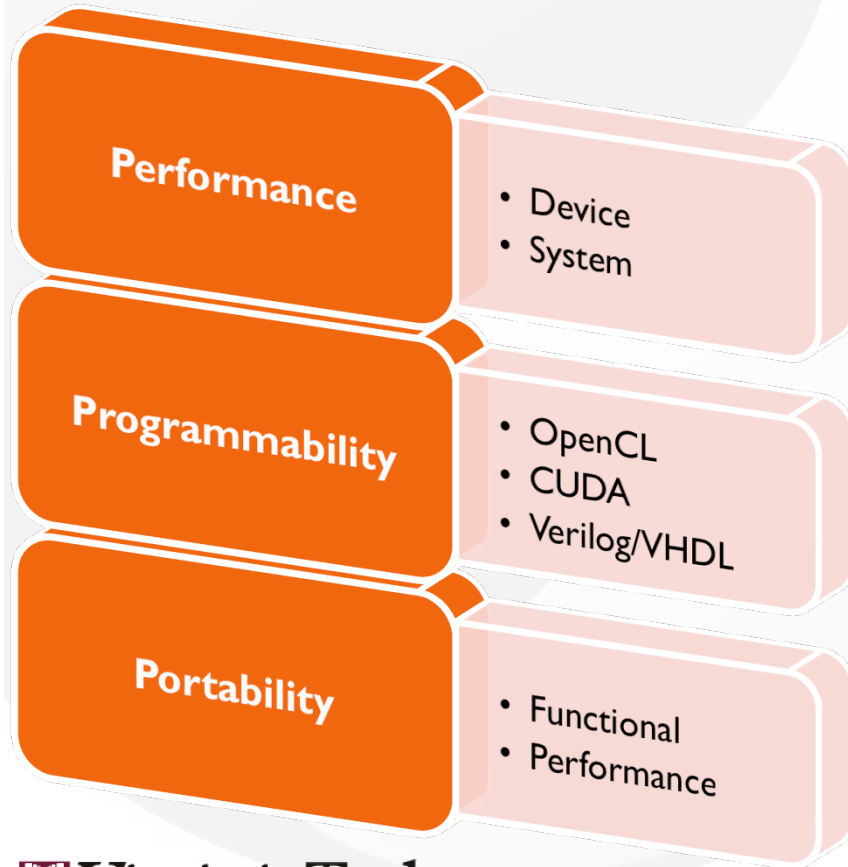 Performance
• Device
• System
Programmability
• OpenCL
• CUDA
• Verilog/VHDL
Portability
• Functional
• Performance